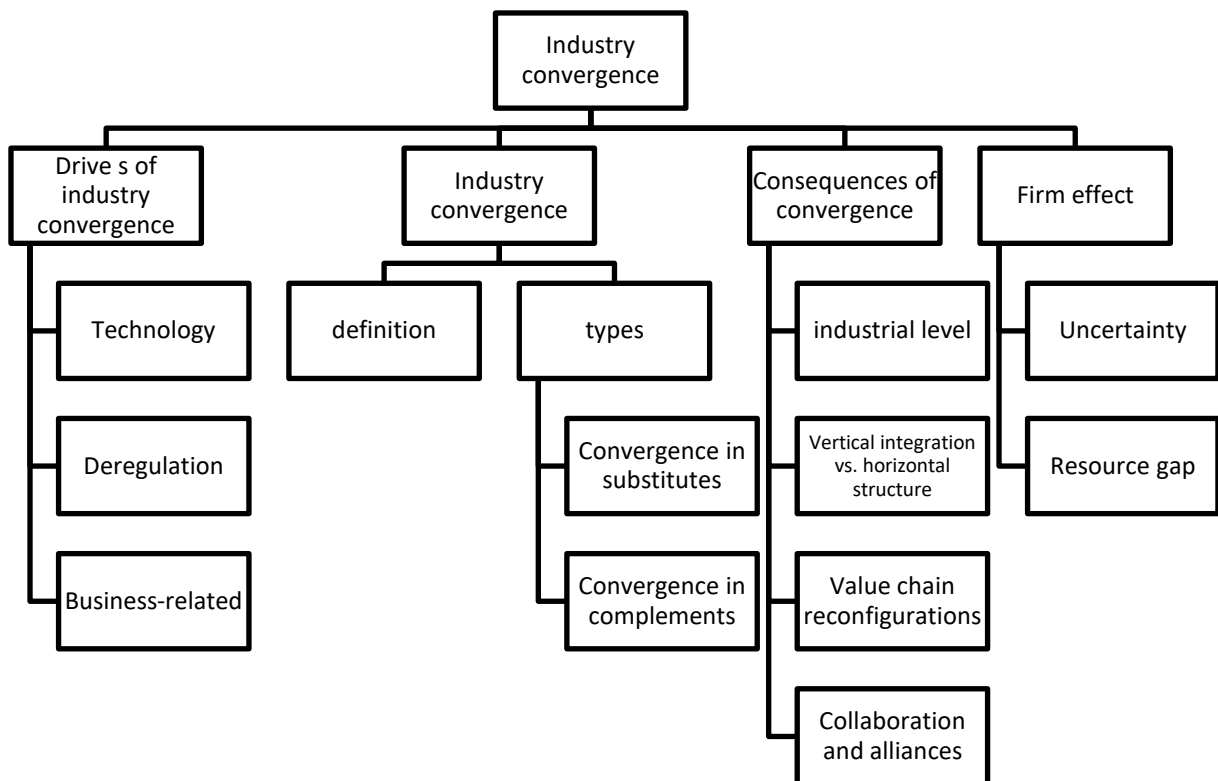 Industry
convergence
Drive s of
industry
convergence
Industry
convergence
Consequences of
convergence
Firm effect
Technology
definition
types
industrial level
Uncertainty
Deregulation
Convergence in
substitutes
Vertical integration
vs. horizontal
structure
Resource gap
Business-related
Convergence in
complements
Value chain
reconfigurations
Collaboration
and alliances